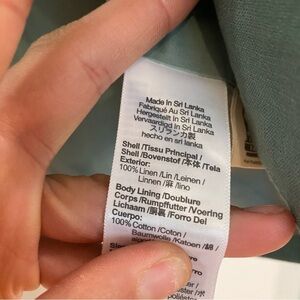 Made in Sri Lanka
Fabriqué Au Sri Lanka
Hergestellt In Sri Lanka
Vervaardigd In Sri Lanka
スリランカ製
hecho en sri lanka
Shell /Tissu Principal /
Shell /Bovenstof /本体 /Tela
Exterior:
100% Linen /Lin /Leinen /
Linnen /麻 /lino
Body Lining /Doublure
Corps /Rumpffutter /Voering
Lichaam /胴裏 /Forro Del
Cuerpo:
100% Cotton /Coton /
Baumwolle /Katoen /綿 /